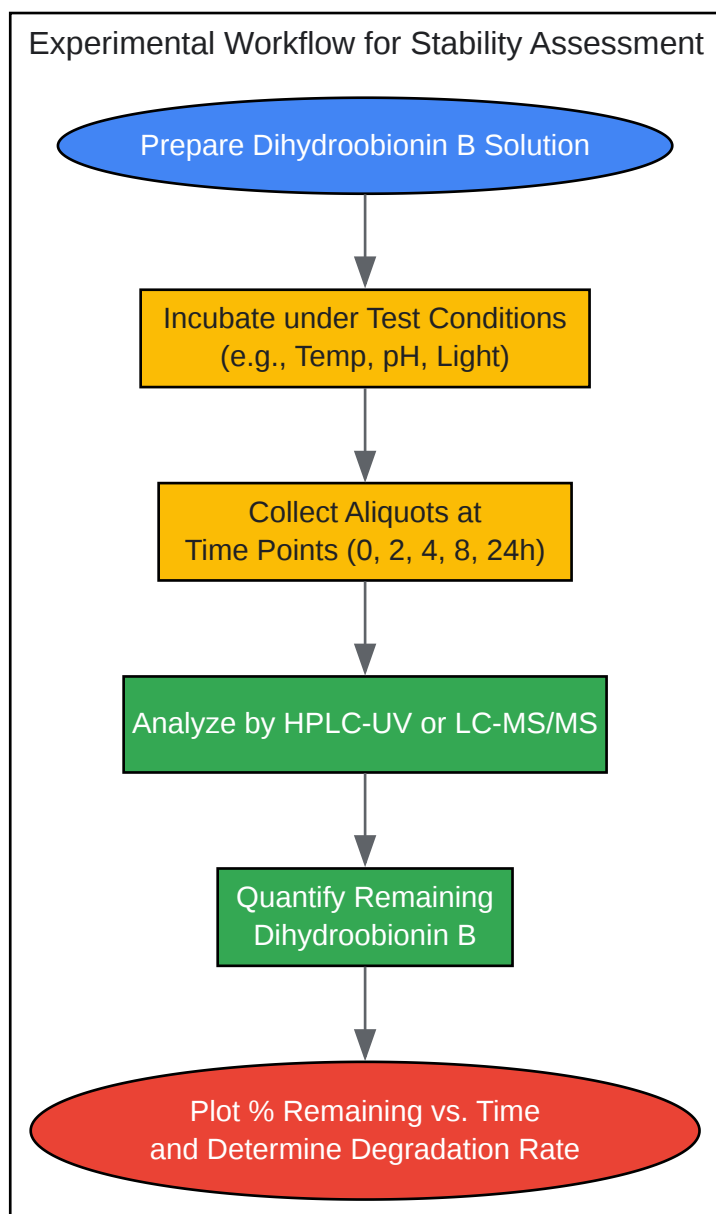 Experimental Workflow for Stability Assessment
Prepare Dihydroobionin B Solution
Incubate under Test Conditions
(e.g., Temp, pH, Light)
Collect Aliquots at
Time Points (0, 2, 4, 8, 24h)
Analyze by HPLC-UV or LC-MS/MS
Quantify Remaining
Dihydroobionin B
Plot % Remaining vs. Time
and Determine Degradation Rate